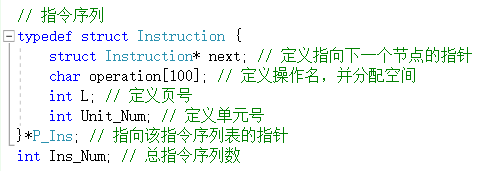 // 指令序列
typedef struct Instruction {
struct Instruction* next; // 定义指向下一个节点的指针
char operation[100]; // 定义操作名，并分配空间
int L; // 定义页号
int Unit_Num; // 定义单元号
}*P_Ins; // 指向该指令序列表的指针
int Ins_Num; // 总指令序列数